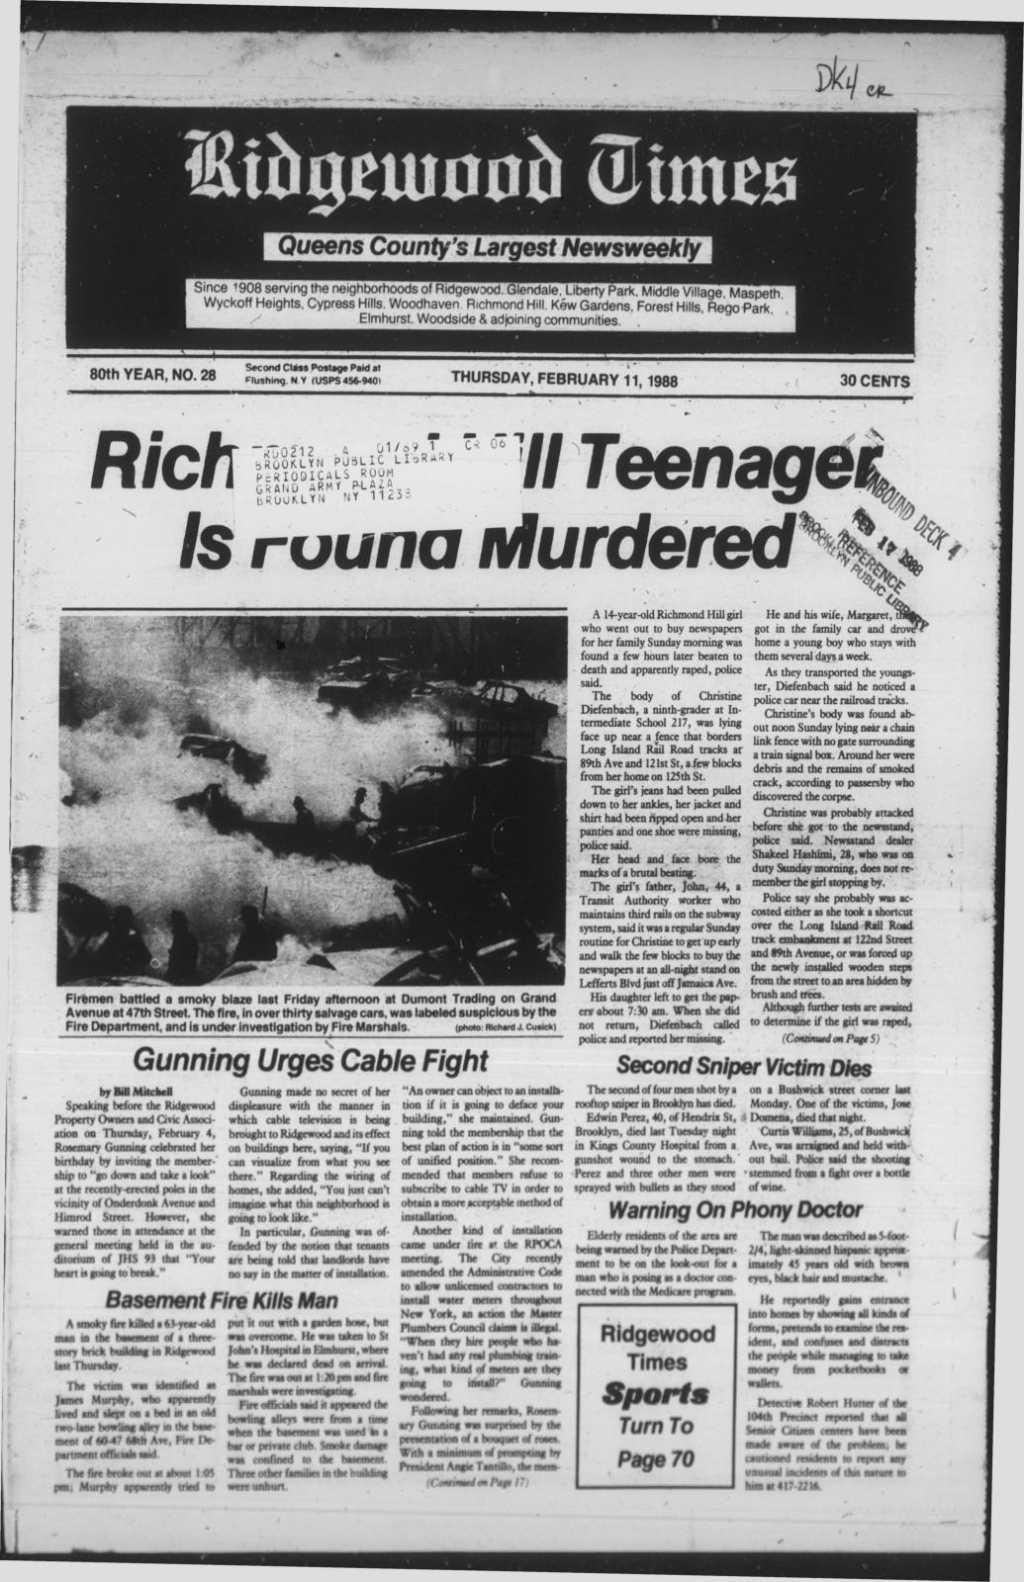 DK4 CR
Ridgewood Times
Queens County's Largest Newsweekly
Since 1908 serving the neighborhoods of Ridgewood, Glendale, Liberty Park, Middle Village, Maspeth,
Wyckoff Heights, Cypress Hills, Woodhaven, Richmond Hill, Kew Gardens, Forest Hills, Rego Park,
Elmhurst, Woodside & adjoining communities.
80th YEAR, NO. 28
Second Class Postage Paid at
Flushing, N.Y (USPS 456-940)
THURSDAY, FEBRUARY 11, 1988
30 CENTS
Rich ill Teenager
Is Found Murdered
R00212 A 01/89 1 CR 06
BROOKLYN PUBLIC LIBRARY
PERIODICALS ROOM
GRAND ARMY PLAZA
BROOKLYN NY 11238
UNBOUND DECK 4
FEB 17 1988
REFERENCE
BROOKLYN PUBLIC LIBRARY
Firemen battled a smoky blaze last Friday afternoon at Dumont Trading on Grand
Avenue at 47th Street. The fire, in over thirty salvage cars, was labeled suspicious by the
Fire Department, and is under investigation by Fire Marshals. (photo: Richard J. Cusick)
A 14-year-old Richmond Hill girl
who went out to buy newspapers
for her family Sunday morning was
found a few hours later beaten to
death and apparently raped, police
said.
The body of Christine
Diefenbach, a ninth-grader at In-
termediate School 217, was lying
face up near a fence that borders
Long Island Rail Road tracks at
89th Ave and 121st St, a few blocks
from her home on 125th St.
The girl's jeans had been pulled
down to her ankles, her jacket and
shirt had been ripped open and her
panties and one shoe were missing,
police said.
Her head and face bore the
marks of a brutal beating.
The girl's father, John, 44, a
Transit Authority worker who
maintains third rails on the subway
system, said it was a regular Sunday
routine for Christine to get up early
and walk the few blocks to buy the
newspapers at an all-night stand on
Lefferts Blvd just off Jamaica Ave.
His daughter left to get the pap-
ers about 7:30 am. When she did
not return, Diefenbach called
police and reported her missing.
He and his wife, Margaret, then
got in the family car and drove
home a young boy who stays with
them several days a week.
As they transported the youngs-
ter, Diefenbach said he noticed a
police car near the railroad tracks.
Christine's body was found ab-
out noon Sunday lying near a chain
link fence with no gate surrounding
a train signal box. Around her were
debris and the remains of smoked
crack, according to passersby who
discovered the corpse.
Christine was probably attacked
before she got to the newsstand,
police said. Newsstand dealer
Shakeel Hashimi, 28, who was on
duty Sunday morning, does not re-
member the girl stopping by.
Police say she probably was ac-
costed either as she took a shortcut
over the Long Island Rail Road
track embankment at 122nd Street
and 89th Avenue, or was forced up
the newly installed wooden steps
from the street to an area hidden by
brush and trees.
Although further tests are awaited
to determine if the girl was raped,
(Continued on Page 5)
Gunning Urges Cable Fight
by Bill Mitchell
Speaking before the Ridgewood
Property Owners and Civic Associ-
ation on Thursday, February 4,
Rosemary Gunning celebrated her
birthday by inviting the member-
ship to "go down and take a look"
at the recently-erected poles in the
vicinity of Onderdonk Avenue and
Himrod Street. However, she
warned those in attendance at the
general meeting held in the au-
ditorium of JHS 93 that "Your
heart is going to break."
Gunning made no secret of her
displeasure with the manner in
which cable television is being
brought to Ridgewood and its effect
on buildings here, saying, "If you
can visualize from what you see
there." Regarding the wiring of
homes, she added, "You just can't
imagine what this neighborhood is
going to look like."
In particular, Gunning was of-
fended by the notion that tenants
are being told that landlords have
no say in the matter of installation.
"An owner can object to an installa-
tion if it is going to deface your
building," she maintained. Gun-
ning told the membership that the
best plan of action is in "some sort
of unified position." She recom-
mended that members refuse to
subscribe to cable TV in order to
obtain a more acceptable method of
installation.
Another kind of installation
came under fire at the RPOCA
meeting. The City recently
amended the Administrative Code
to allow unlicensed contractors to
install water meters throughout
New York, an action the Master
Plumbers Council claims is illegal.
"When they hire people who ha-
ven't had any real plumbing train-
ing, what kind of meters are they
going to install?" Gunning
wondered.
Following her remarks, Rosem-
ary Gunning was surprised by the
presentation of a bouquet of roses.
With a minimum of prompting by
President Angie Tantillo, the mem-
(Continued on Page 17)
Basement Fire Kills Man
A smoky fire killed a 63-year-old
man in the basement of a three-
story brick building in Ridgewood
last Thursday.
The victim was identified as
James Murphy, who apparently
lived and slept on a bed in an old
two-lane bowling alley in the base-
ment of 60-47 68th Ave, Fire De-
partment officials said.
The fire broke out at about 1:05
pm; Murphy apparently tried to
put it out with a garden hose, but
was overcome. He was taken to St
John's Hospital in Elmhurst, where
he was declared dead on arrival.
The fire was out at 1:20 pm and fire
marshals were investigating.
Fire officials said it appeared the
bowling alleys were from a time
when the basement was used as a
bar or private club. Smoke damage
was confined to the basement.
Three other families in the building
were unhurt.
Second Sniper Victim Dies
The second of four men shot by a
rooftop sniper in Brooklyn has died.
Edwin Perez, 40, of Hendrix St,
Brooklyn, died last Tuesday night
in Kings County Hospital from a
gunshot wound to the stomach.
Perez and three other men were
sprayed with bullets as they stood
on a Bushwick street corner last
Monday. One of the victims, Jose
Domena, died that night.
Curtis Williams, 25, of Bushwick
Ave, was arraigned and held with-
out bail. Police said the shooting
stemmed from a fight over a bottle
of wine.
Warning On Phony Doctor
Elderly residents of the area are
being warned by the Police Depart-
ment to be on the look-out for a
man who is posing as a doctor con-
nected with the Medicare program.
The man was described as 5-foot-
2/4, light-skinned hispanic approx-
imately 45 years old with brown
eyes, black hair and mustache.
He reportedly gains entrance
into homes by showing all kinds of
forms, pretends to examine the res-
ident, and confuses and distracts
the people while managing to take
money from pocketbooks or
wallets.
Detective Robert Hutter of the
104th Precinct reported that all
Senior Citizen centers have been
made aware of the problem; he
cautioned residents to report any
unusual incidents of this nature to
him at 417-2216.
Ridgewood
Times
Sports
Turn To
Page 70